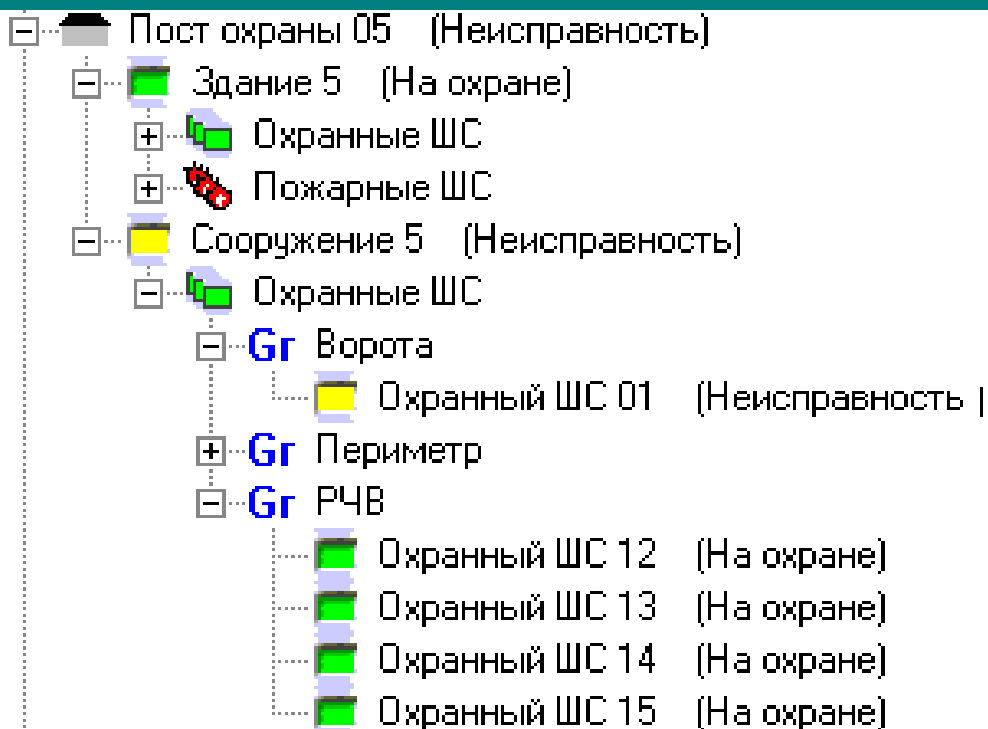 Пост охраны 05 (Неисправность)
Здание 5 (На охране)
Охранные ШС
Пожарные ШС
Сооружение 5 (Неисправность)
Охранные ШС
Gr Ворота
Охранный ШС 01 (Неисправность
Gr Периметр
Gr РЧВ
Охранный ШС 12 (На охране)
Охранный ШС 13 (На охране)
Охранный ШС 14 (На охране)
Охранный ШС 15 (На охране)